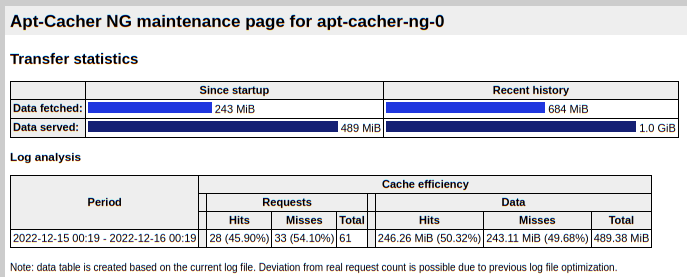 Apt-Cacher NG maintenance page for apt-cacher-ng-0
Transfer statistics
Since startup Recent history
Data fetched: 243 MiB 684 MiB
Data served: 489 MiB 1.0 GiB
Log analysis
Period Cache efficiency
Requests Data
Hits Misses Total Hits Misses Total
2022-12-15 00:19 - 2022-12-16 00:19 28 (45.90%) 33 (54.10%) 61 246.26 MiB (50.32%) 243.11 MiB (49.68%) 489.38 MiB
Note: data table is created based on the current log file. Deviation from real request count is possible due to previous log file optimization.